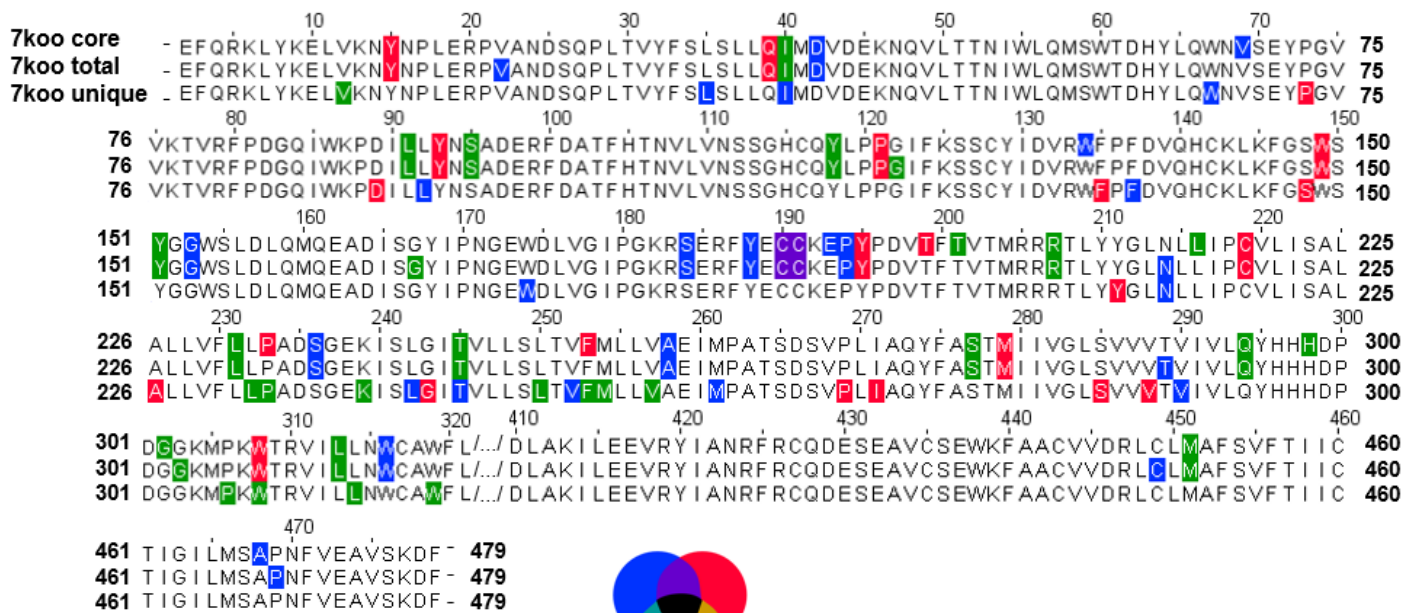 10 20 30 40 50 60 70
7koo core - EFQRKLYKELVKNYNPLERPVANDSQPLTVYFSLSLLQIMDVDEKNQVLTTNIWLQMSWTDHYLQWNVSEYPGV 75
7koo total - EFQRKLYKELVKNYNPLERPVANDSQPLTVYFSLSLLQIMDVDEKNQVLTTNIWLQMSWTDHYLQWNVSEYPGV 75
7koo unique - EFQRKLYKELVKNYNPLERPVANDSQPLTVYFSLSLLQIMDVDEKNQVLTTNIWLQMSWTDHYLQWNVSEYPGV 75
80 90 100 110 120 130 140 150
76 VKTVRFPDGQIWKPDILLYNSADERFDATFHTNVLVNSSGHCQYLPPGIFKSSCYIDVRWFPFDVQHCKLKFGSWS 150
76 VKTVRFPDGQIWKPDILLYNSADERFDATFHTNVLVNSSGHCQYLPPGIFKSSCYIDVRWFPFDVQHCKLKFGSWS 150
76 VKTVRFPDGQIWKPDILLYNSADERFDATFHTNVLVNSSGHCQYLPPGIFKSSCYIDVRWFPFDVQHCKLKFGSWS 150
160 170 180 190 200 210 220
151 YGGWSLDLQMQEADISGYIPNGEWDLVGIPGKRSERFYECCKEPYPDVTFTVTMRRRTLYYGLNLLIPCVLISAL 225
151 YGGWSLDLQMQEADISGYIPNGEWDLVGIPGKRSERFYECCKEPYPDVTFTVTMRRRTLYYGLNLLIPCVLISAL 225
151 YGGWSLDLQMQEADISGYIPNGEWDLVGIPGKRSERFYECCKEPYPDVTFTVTMRRRTLYYGLNLLIPCVLISAL 225
230 240 250 260 270 280 290 300
226 ALLVFLLPADSGEKISLGITVLLSLTVFMLLVAEIMPATSDSVPLIAQYFASTMIIVGLSVVVTVIVLQYHHHDP 300
226 ALLVFLLPADSGEKISLGITVLLSLTVFMLLVAEIMPATSDSVPLIAQYFASTMIIVGLSVVVTVIVLQYHHHDP 300
226 ALLVFLLPADSGEKISLGITVLLSLTVFMLLVAEIMPATSDSVPLIAQYFASTMIIVGLSVVVTVIVLQYHHHDP 300
310 320 410 420 430 440 450 460
301 DGGKMPKWTRVILLNWCAWFL/.../DLAKILEEVRYIANRFRCQDESEAVCSEWKFAACVVDRLCLMAFSVFTIIC 460
301 DGGKMPKWTRVILLNWCAWFL/.../DLAKILEEVRYIANRFRCQDESEAVCSEWKFAACVVDRLCLMAFSVFTIIC 460
301 DGGKMPKWTRVILLNWCAWFL/.../DLAKILEEVRYIANRFRCQDESEAVCSEWKFAACVVDRLCLMAFSVFTIIC 460
470
461 TIGILMSAPNFVEAVSKDF- 479
461 TIGILMSAPNFVEAVSKDF- 479
461 TIGILMSAPNFVEAVSKDF- 479